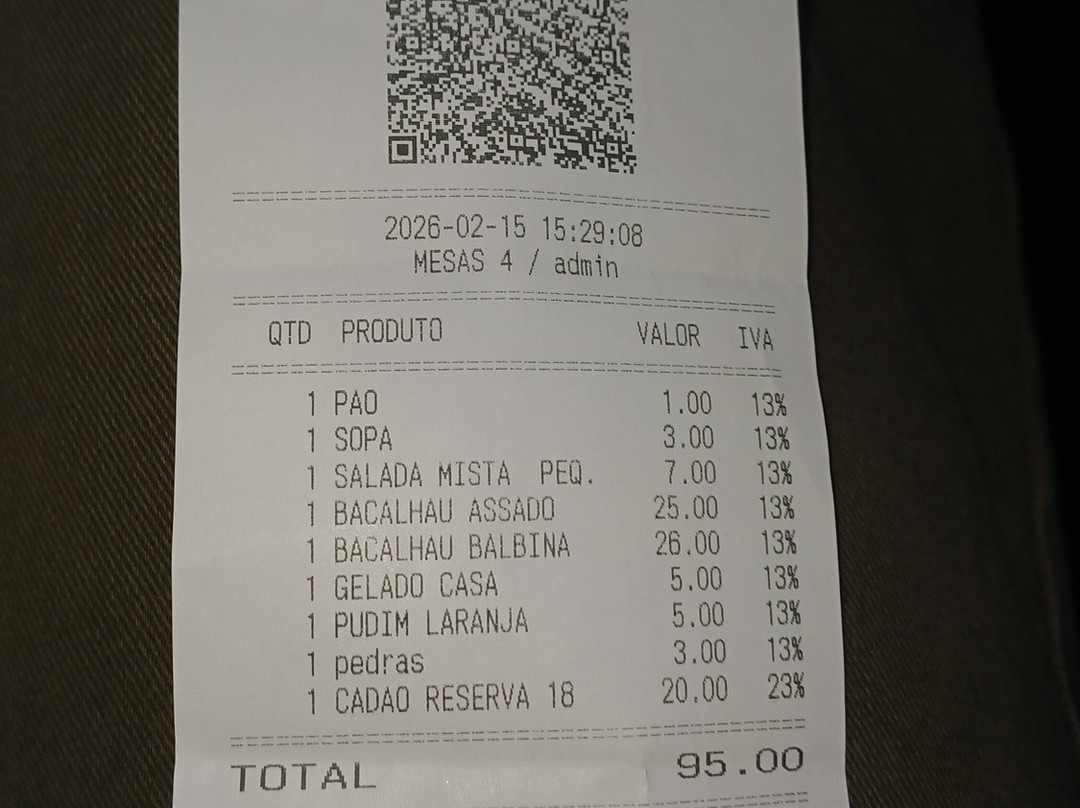 2026-02-15 15:29:08
MESAS 4 / admin
QTD PRODUTO VALOR IVA
1 PAO 1.00 13%
1 SOPA 3.00 13%
1 SALADA MISTA PEQ. 7.00 13%
1 BACALHAU ASSADO 25.00 13%
1 BACALHAU BALBINA 26.00 13%
1 GELADO CASA 5.00 13%
1 PUDIM LARANJA 5.00 13%
1 pedras 3.00 13%
1 CADAO RESERVA 18 20.00 23%
TOTAL 95.00